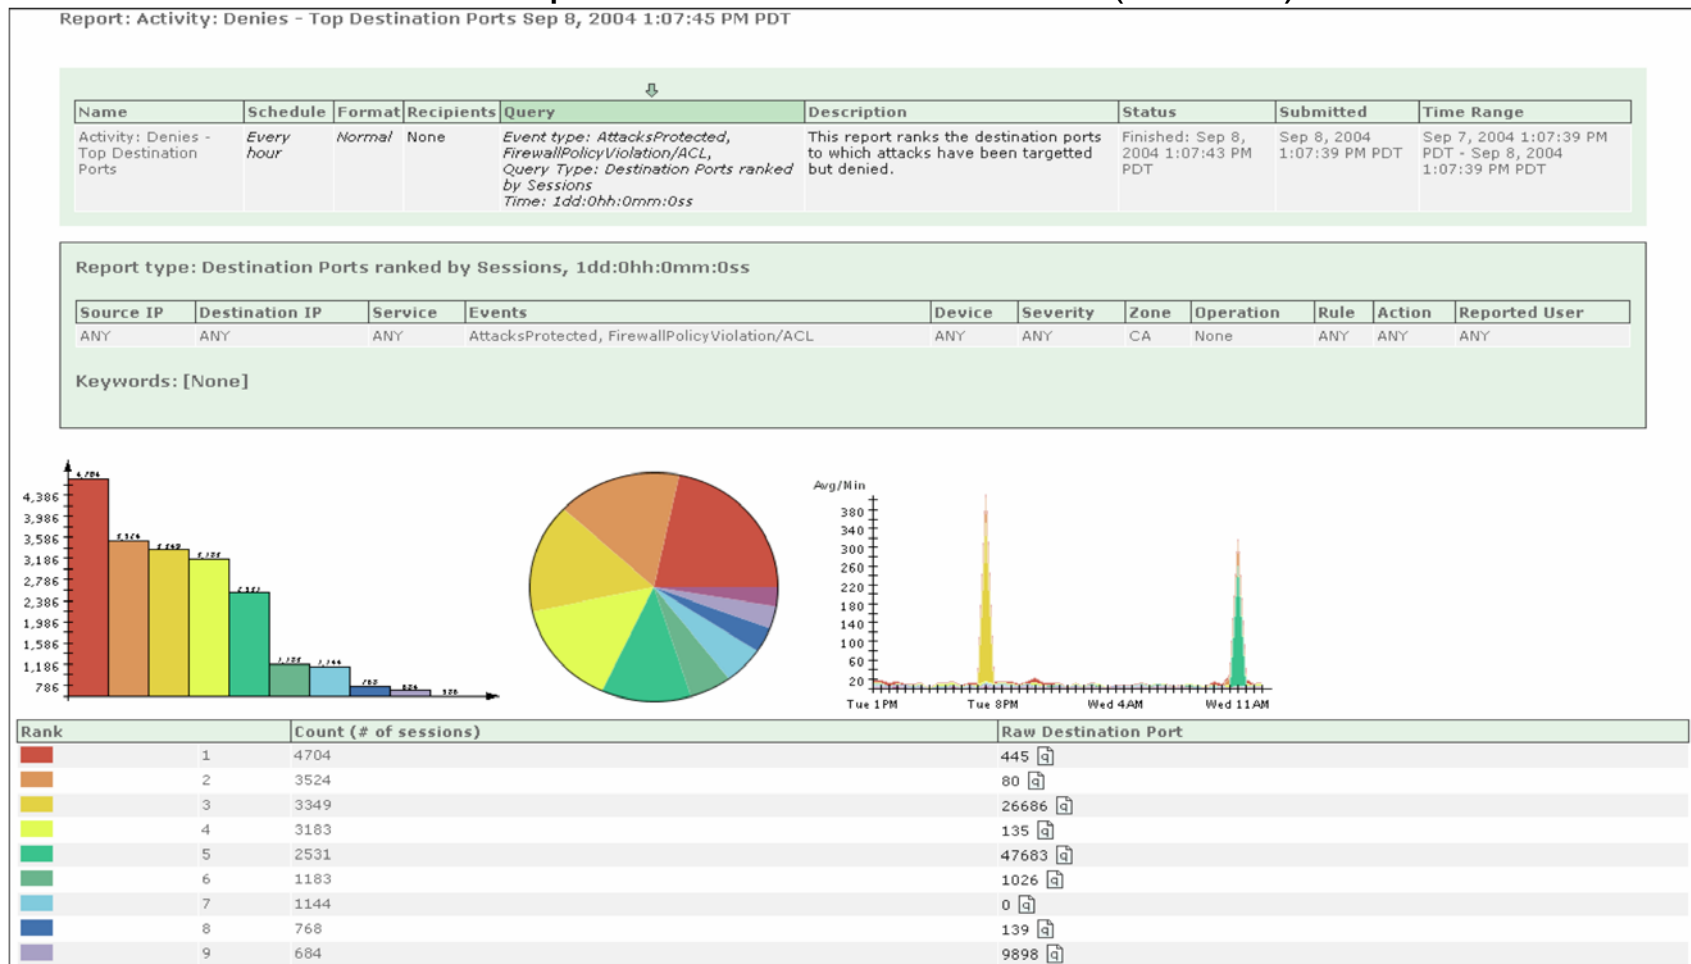 Report: Activity: Denies - Top Destination Ports Sep 8, 2004 1:07:45 PM PDT
Name Schedule Format Recipients Query Description Status Submitted Time Range
Activity: Denies - Top Destination Ports
Every hour
Normal
None
Event type: AttacksProtected,
FirewallPolicyViolation/ACL,
Query Type: Destination Ports ranked
by Sessions
Time: 1dd:0hh:0mm:0ss
This report ranks the destination ports
to which attacks have been targetted
but denied.
Finished: Sep 8,
2004 1:07:43 PM
PDT
Sep 8, 2004
1:07:39 PM PDT
Sep 7, 2004 1:07:39 PM
PDT - Sep 8, 2004
1:07:39 PM PDT
Report type: Destination Ports ranked by Sessions, 1dd:0hh:0mm:0ss
Source IP Destination IP Service Events Device Severity Zone Operation Rule Action Reported User
ANY ANY ANY AttacksProtected, FirewallPolicyViolation/ACL ANY ANY CA None ANY ANY ANY
Keywords: [None]
4,386
3,986
3,586
3,186
2,786
2,386
1,986
1,586
1,186
786
Avg/Min
380
340
300
260
220
180
140
100
60
20
Tue 1PM Tue 8PM Wed 4AM Wed 11AM
Rank Count (# of sessions) Raw Destination Port
1 4704 445 q
2 3524 80 q
3 3349 26686 q
4 3183 135 q
5 2531 47683 q
6 1183 1026 q
7 1144 0 q
8 768 139 q
9 684 9898 q